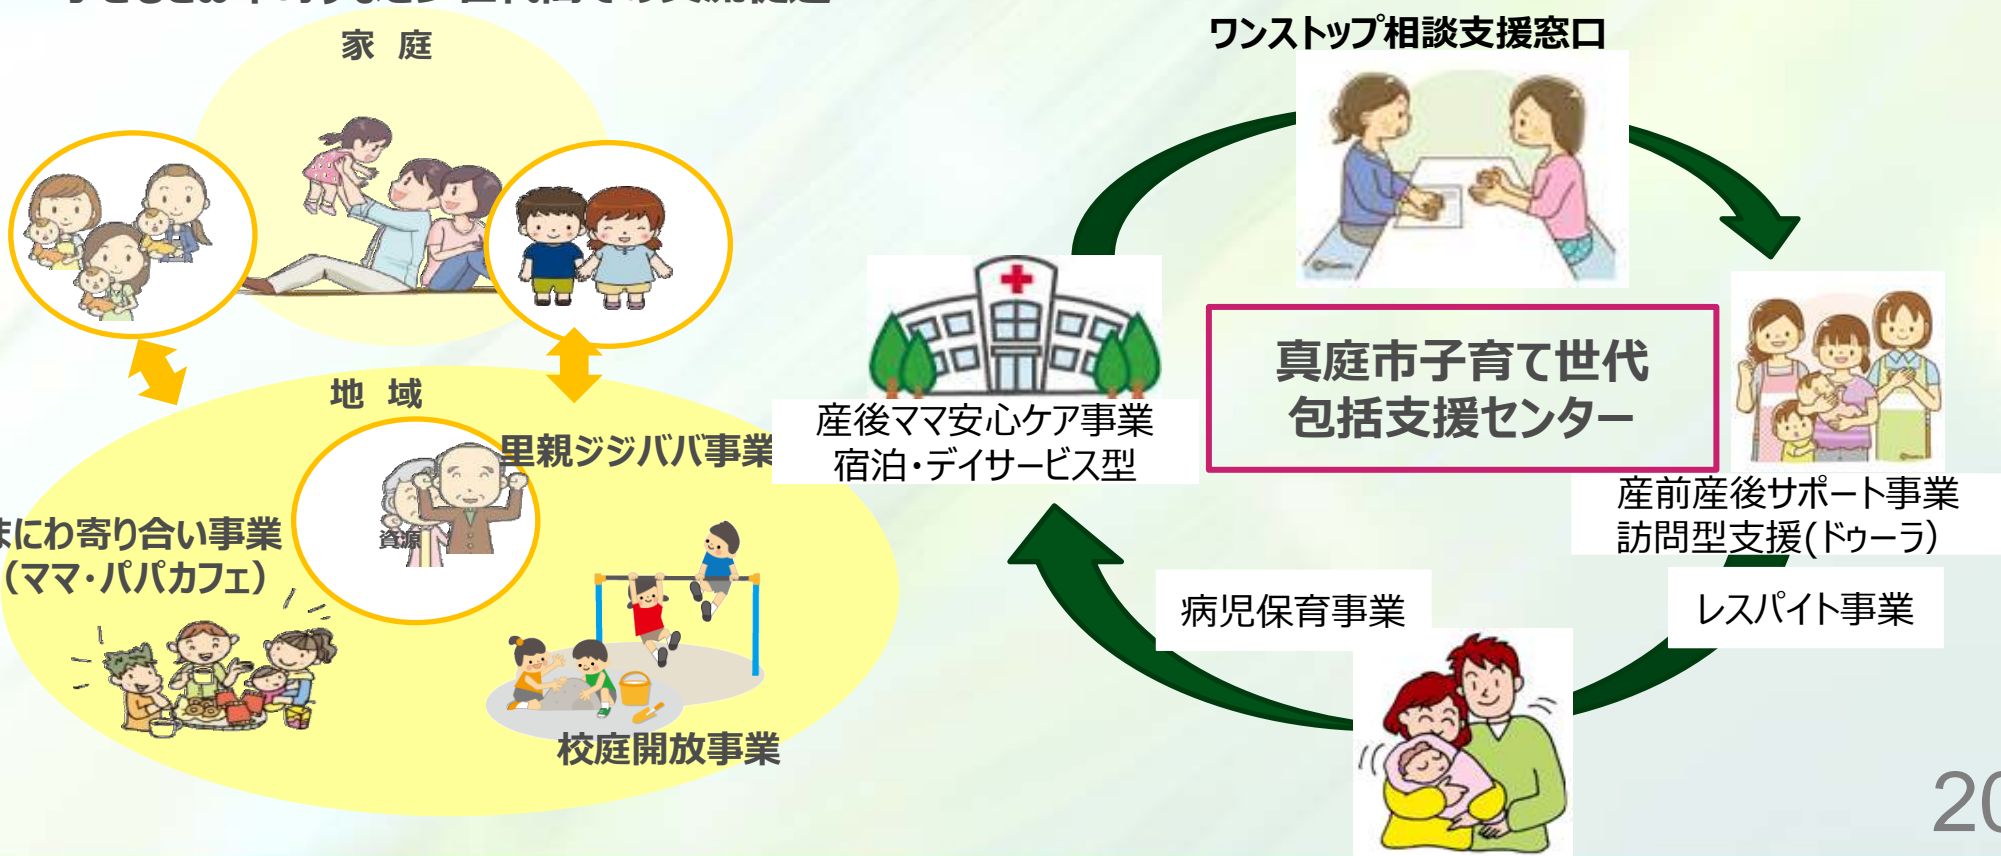 家 庭
地 域
里親ジジババ事業
資源
まにわ寄り合い事業
（ママ・パパカフェ）
校庭開放事業
ワンストップ相談支援窓口
真庭市子育て世代
包括支援センター
産後ママ安心ケア事業
宿泊・デイサービス型
産前産後サポート事業
訪問型支援(ドゥーラ）
レスパイト事業
病児保育事業
20